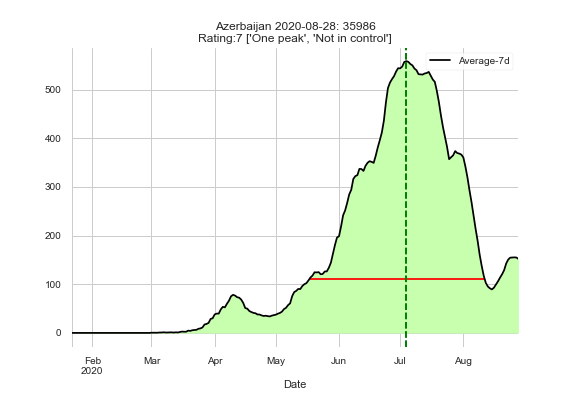 Azerbaijan 2020-08-28: 35986
Rating:7 ['One peak', 'Not in control']
Average-7d
500
400
300
200
100
0
Feb Mar Apr May Jun Jul Aug
2020
Date